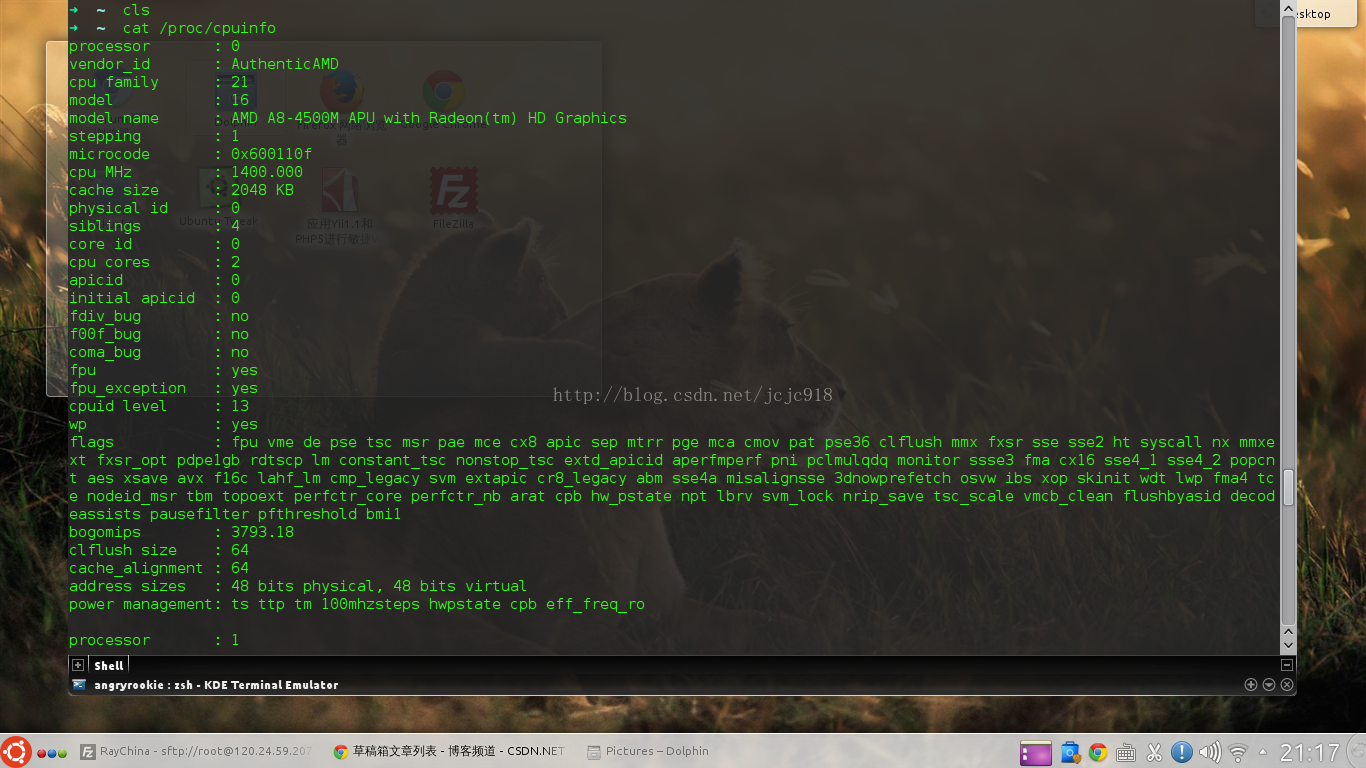 ➜  ~  cls
➜  ~  cat /proc/cpuinfo
processor       : 0
vendor_id       : AuthenticAMD
cpu family      : 21
model           : 16
model name      : AMD A8-4500M APU with Radeon(tm) HD Graphics
stepping        : 1
microcode       : 0x600110f
cpu MHz         : 1400.000
cache size      : 2048 KB
physical id     : 0
siblings        : 4
core id         : 0
cpu cores       : 2
apicid          : 0
initial apicid  : 0
fdiv_bug        : no
f00f_bug        : no
coma_bug        : no
fpu             : yes
fpu_exception   : yes
cpuid level     : 13
wp              : yes
flags           : fpu vme de pse tsc msr pae mce cx8 apic sep mtrr pge mca cmov pat pse36 clflush mmx fxsr sse sse2 ht syscall nx mmxe
xt fxsr_opt pdpe1gb rdtscp lm constant_tsc nonstop_tsc extd_apicid aperfmperf pni pclmulqdq monitor ssse3 fma cx16 sse4_1 sse4_2 popcn
t aes xsave avx f16c lahf_lm cmp_legacy svm extapic cr8_legacy abm sse4a misalignsse 3dnowprefetch osvw ibs xop skinit wdt lwp fma4 tc
e nodeid_msr tbm topoext perfctr_core perfctr_nb arat cpb hw_pstate npt lbrv svm_lock nrip_save tsc_scale vmcb_clean flushbyasid decod
eassists pausefilter pfthreshold bmi1
bogomips        : 3793.18
clflush size    : 64
cache_alignment : 64
address sizes   : 48 bits physical, 48 bits virtual
power management: ts ttp tm 100mhzsteps hwpstate cpb eff_freq_ro
processor       : 1
esktop
Google Chrome
Ubuntu Tweak
应用Yii1.1和
PHP5进行敏捷
FileZilla
http://blog.csdn.net/jcjc918
Shell
angryrookie : zsh - KDE Terminal Emulator
RayChina - sftp://root@120.24.59.207
草稿箱文章列表 - 博客频道 - CSDN.NET
Pictures – Dolphin
21:17